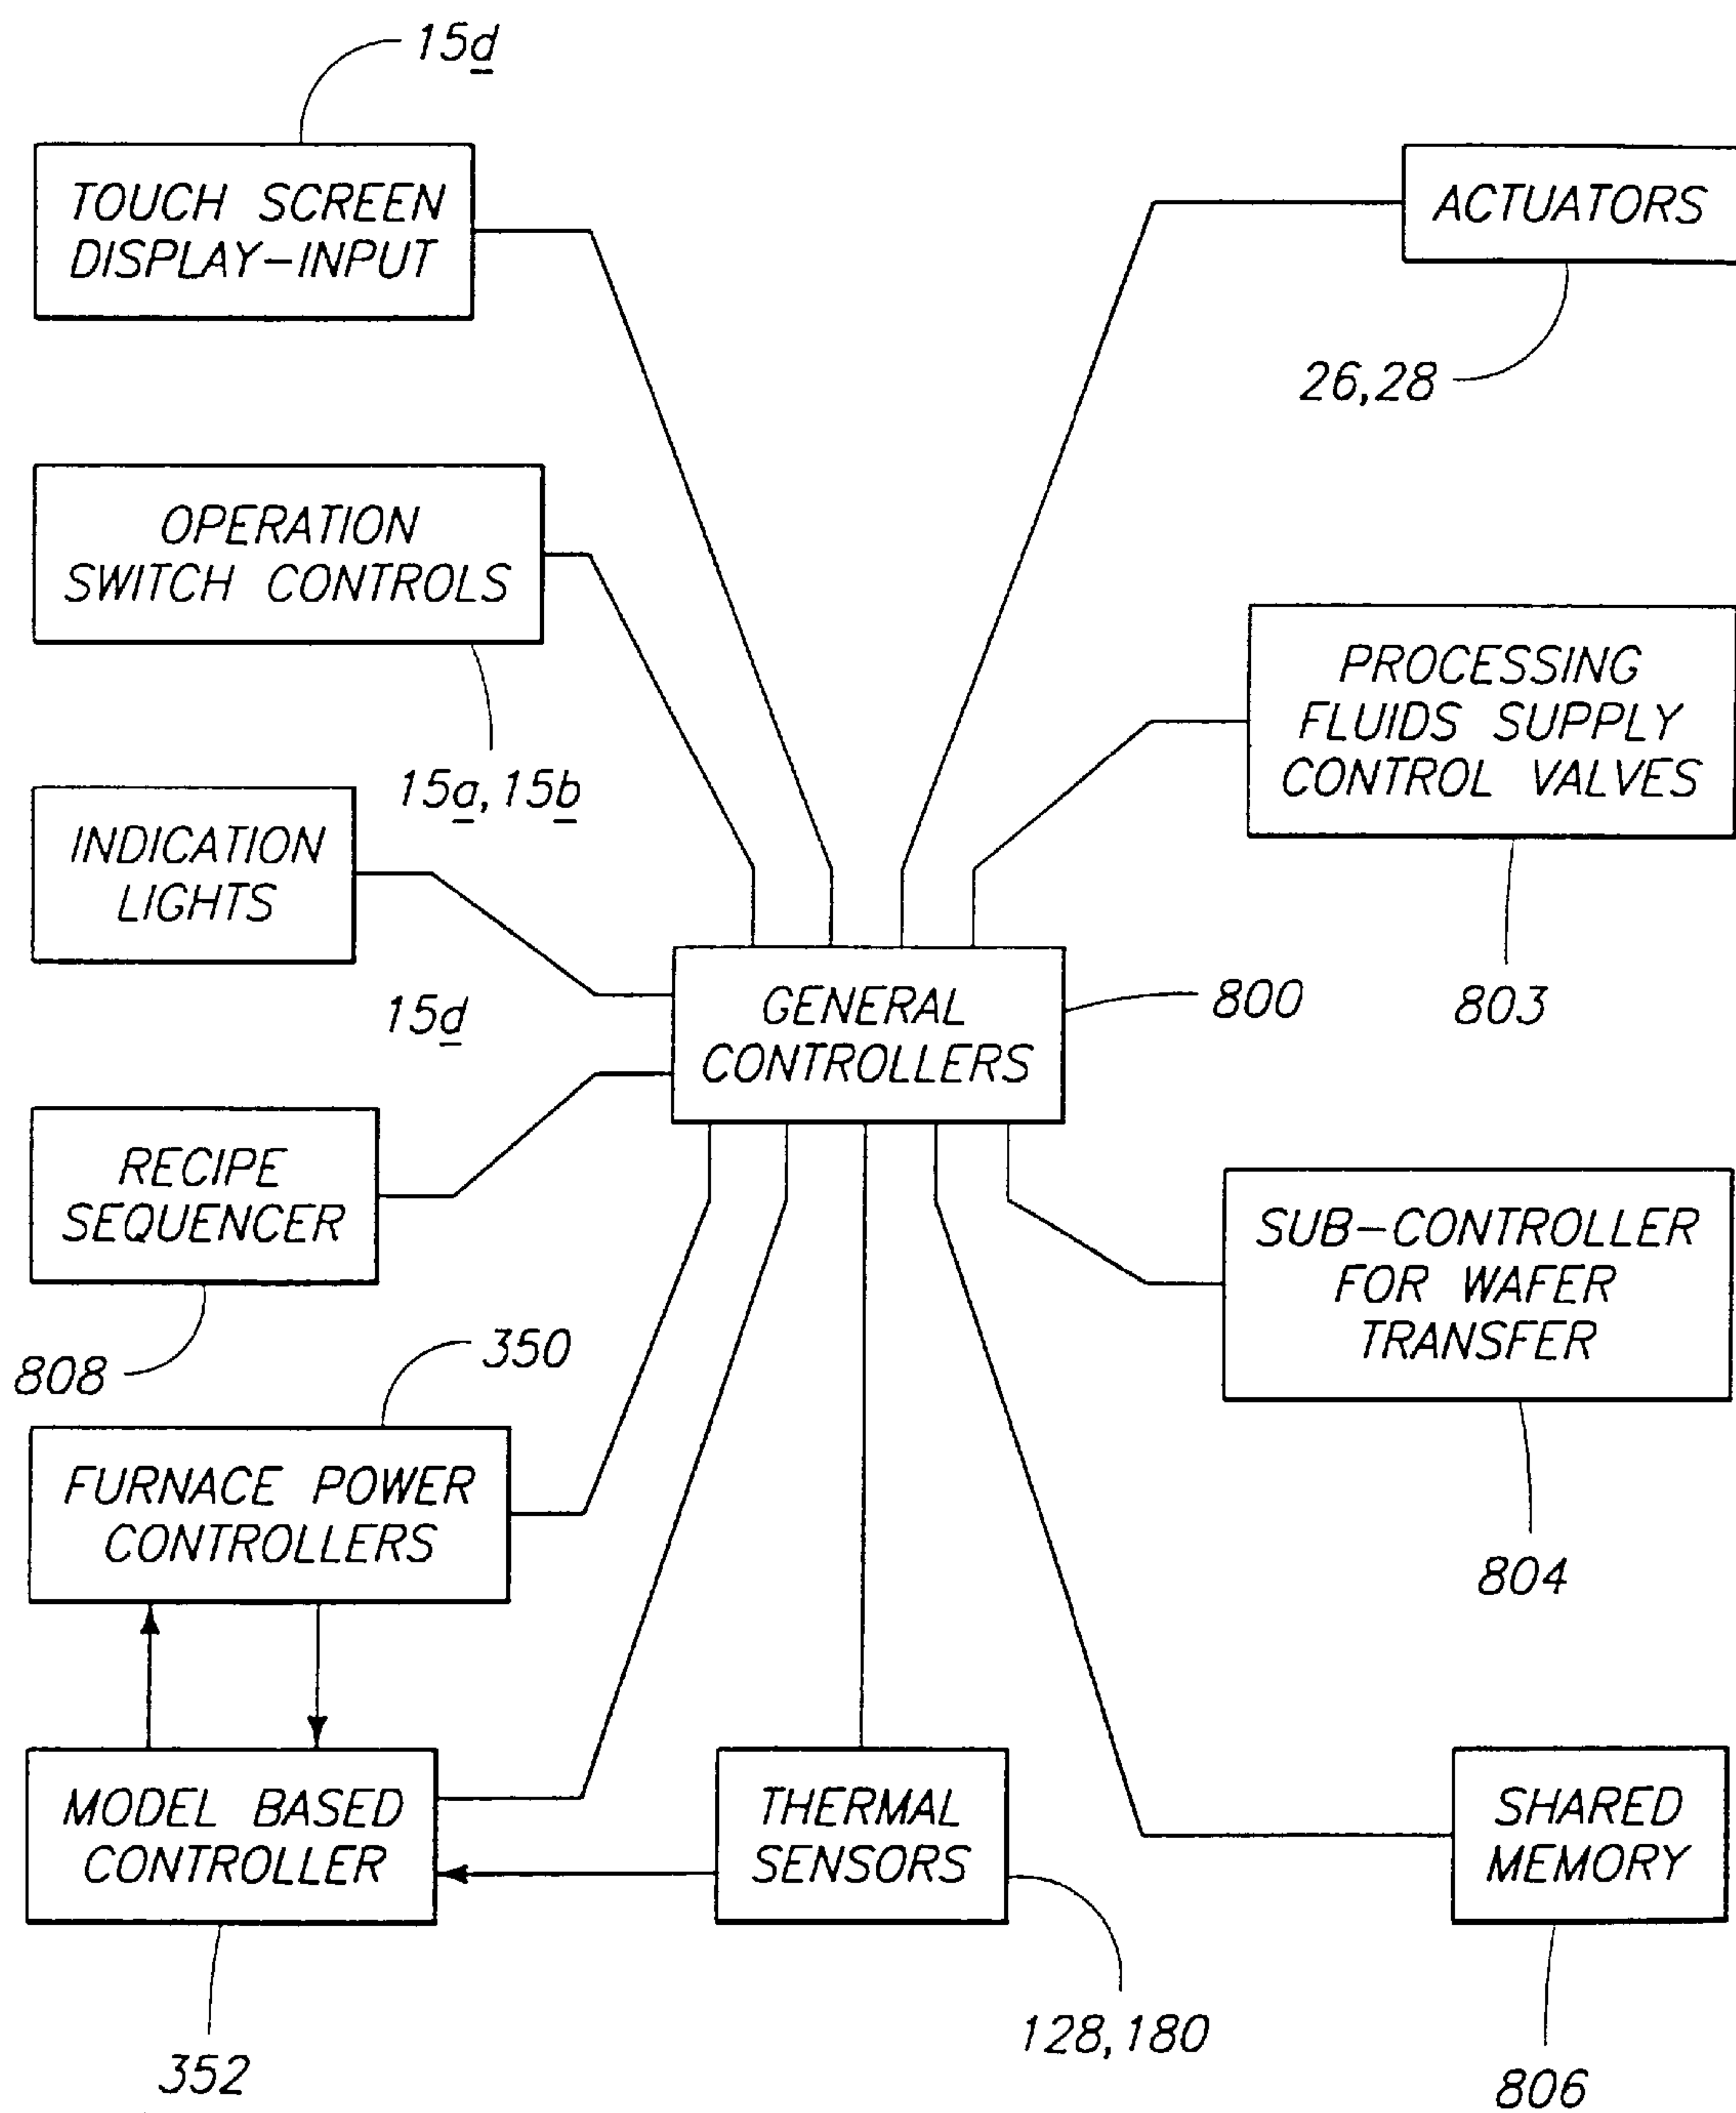 15d
TOUCH SCREEN
DISPLAY-INPUT
ACTUATORS
26,28
OPERATION
SWITCH CONTROLS
15a, 15b
PROCESSING
FLUIDS SUPPLY
CONTROL VALVES
803
INDICATION
LIGHTS
15d
GENERAL
CONTROLLERS
800
RECIPE
SEQUENCER
808
SUB-CONTROLLER
FOR WAFER
TRANSFER
804
350
FURNACE POWER
CONTROLLERS
MODEL BASED
CONTROLLER
352
THERMAL
SENSORS
128,180
SHARED
MEMORY
806